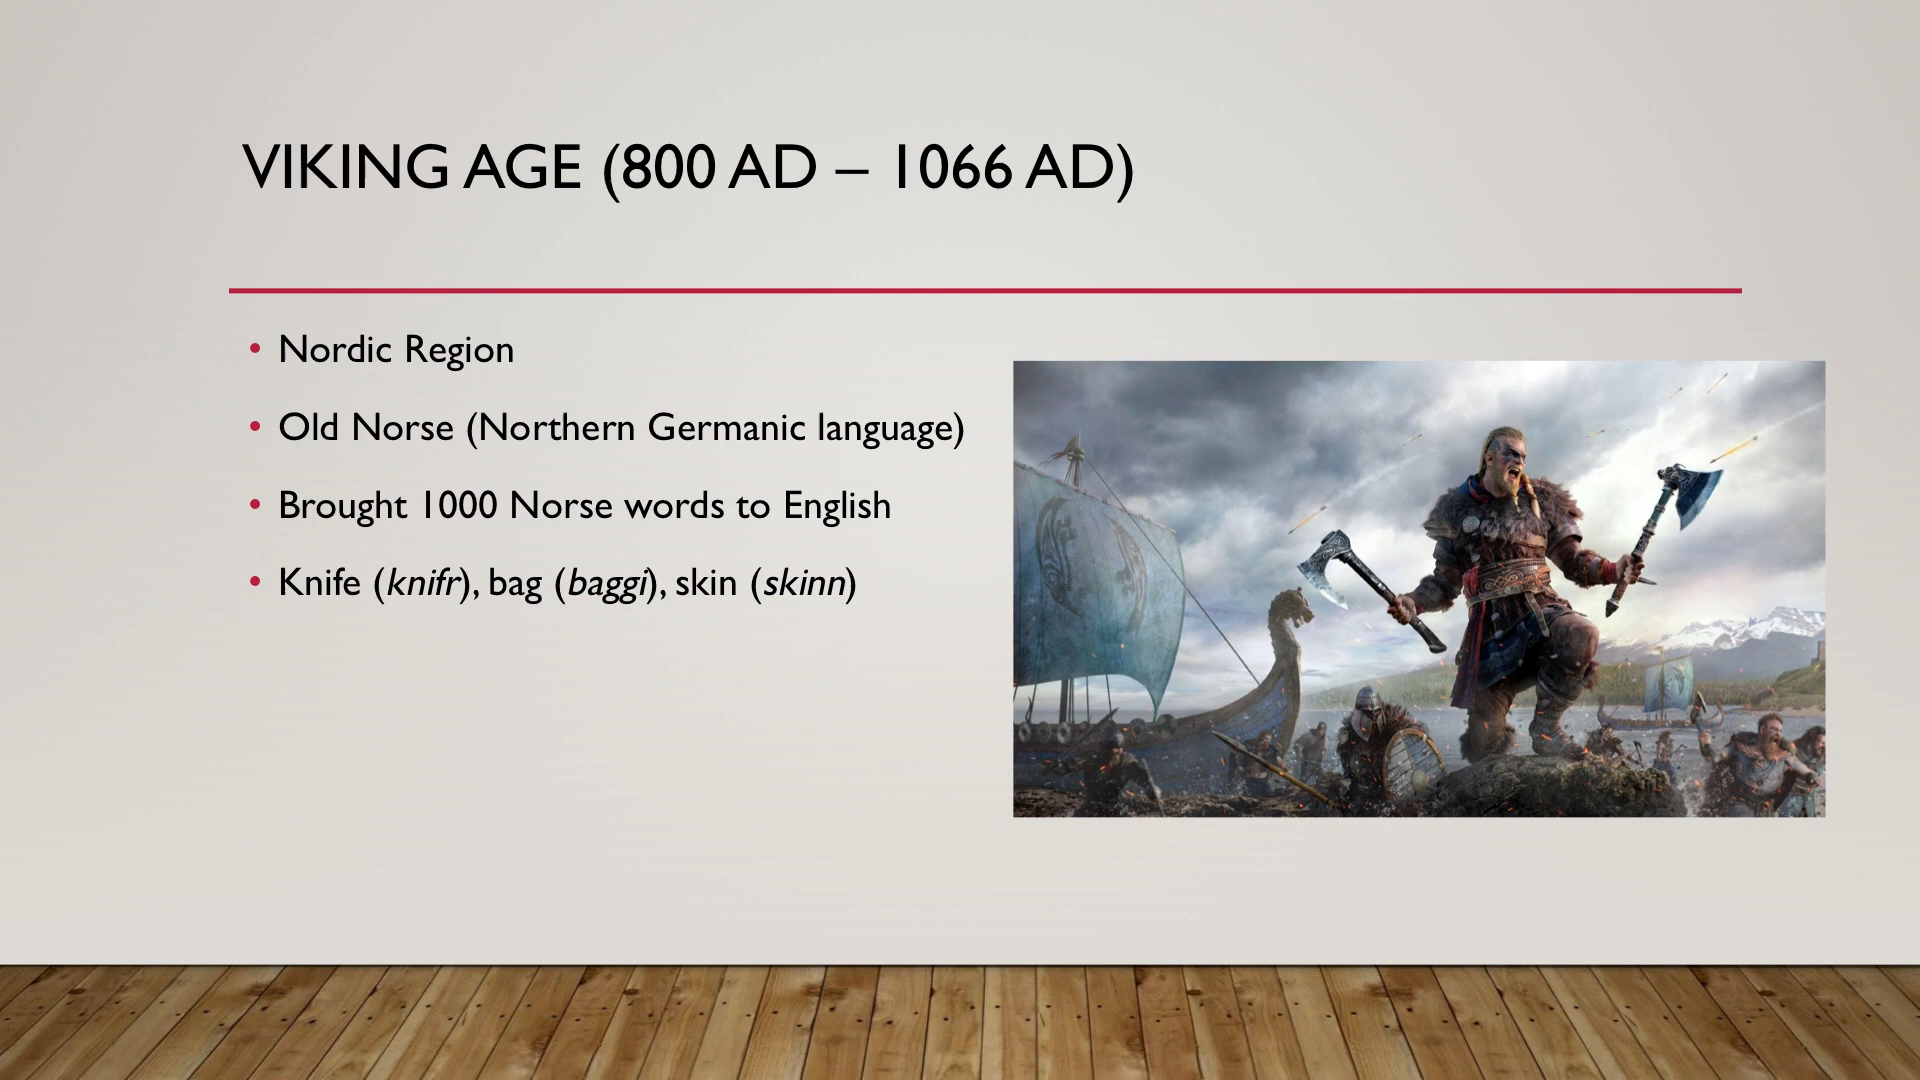 VIKING AGE (800 AD – 1066 AD)
• Nordic Region
• Old Norse (Northern Germanic language)
• Brought 1000 Norse words to English
• Knife (knifr), bag (baggi), skin (skinn)